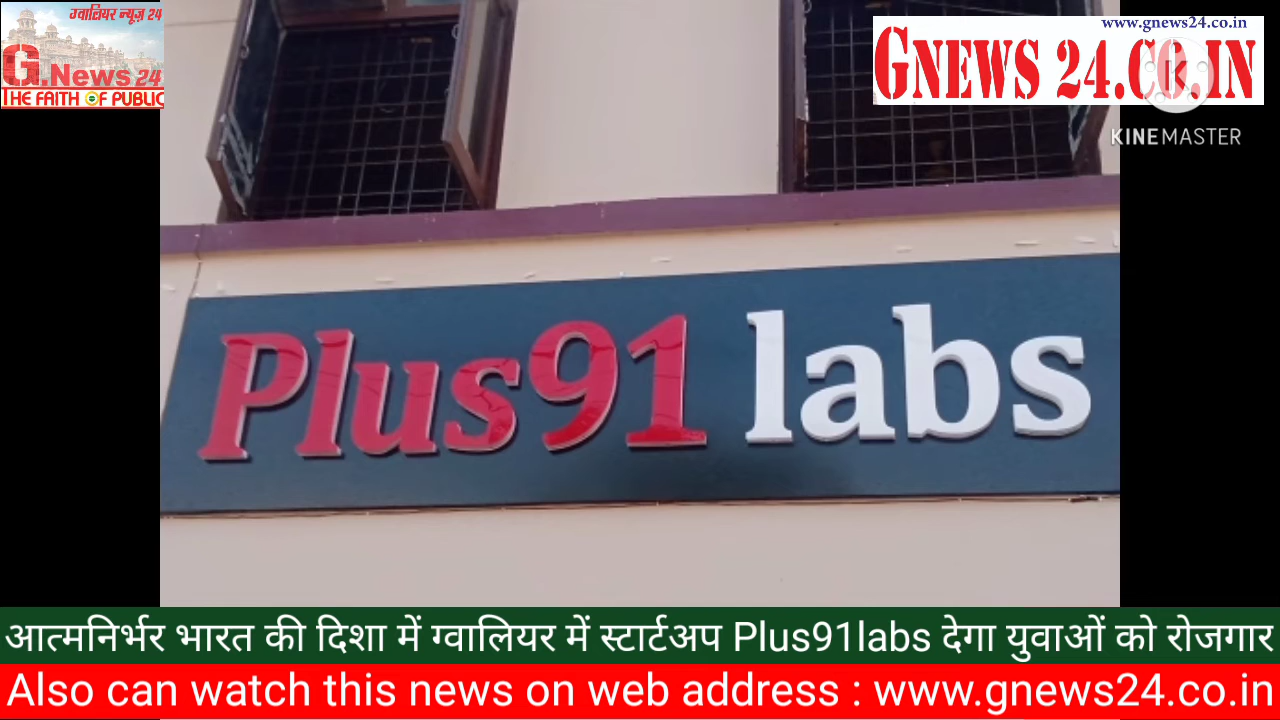 ग्वालियर न्यूज़ 24
G.News 24
THE FAITH OF PUBLIC
www.gnews24.co.in
GNEWS 24.CO.IN
KINEMASTER
Plus91 labs
आत्मनिर्भर भारत की दिशा में ग्वालियर में स्टार्टअप Plus91labs देगा युवाओं को रोजगार
Also can watch this news on web address : www.gnews24.co.in